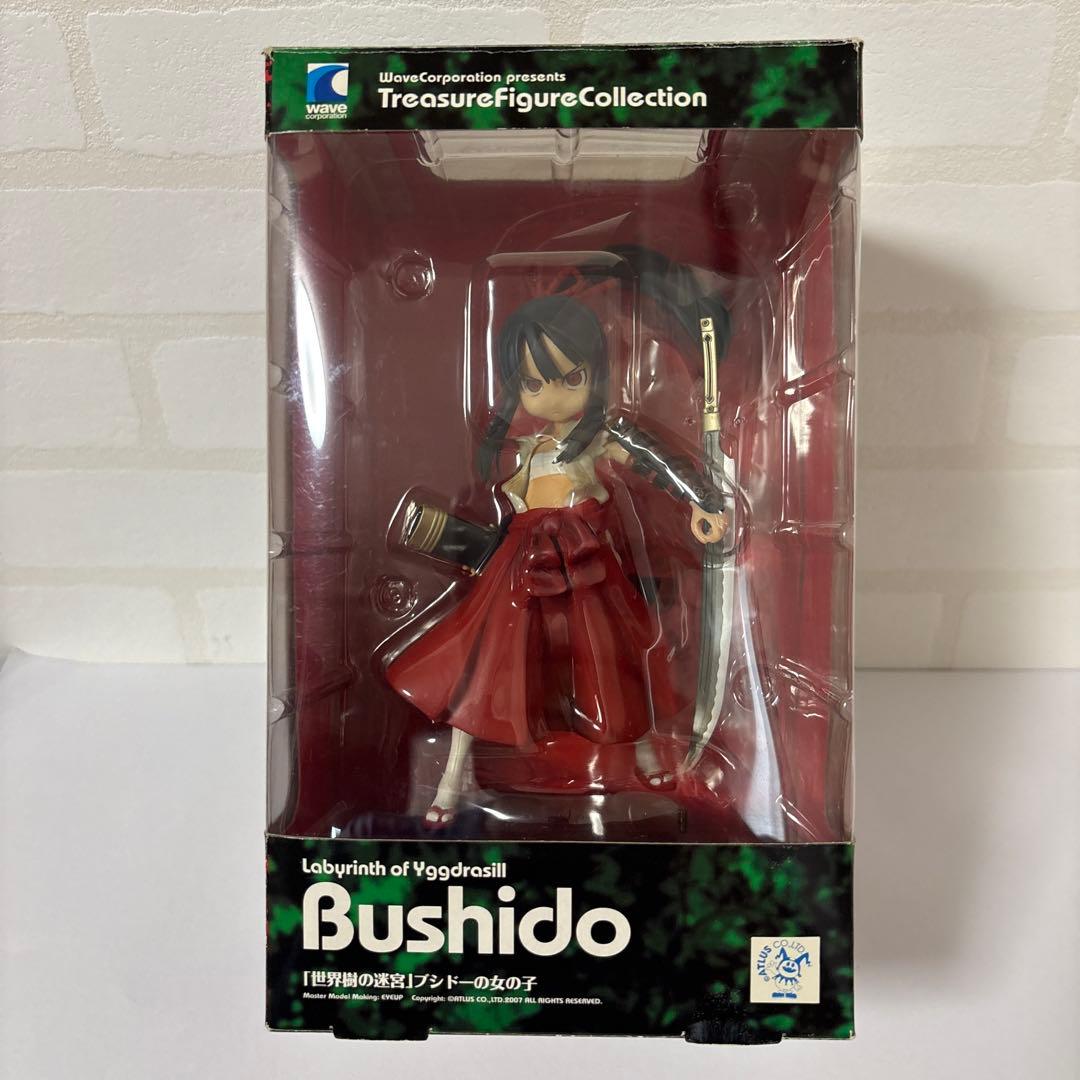 WaveCorporation presents
TreasureFigureCollection
wave
corporation
Labyrinth of Yggdrasill
Bushido
「世界樹の迷宮」ブシドーの女の子
Master Model Making: EYEUP Copyright: ©ATLUS CO.,LTD.2007 ALL RIGHTS RESERVED.
©ATLUS CO.,LTD.